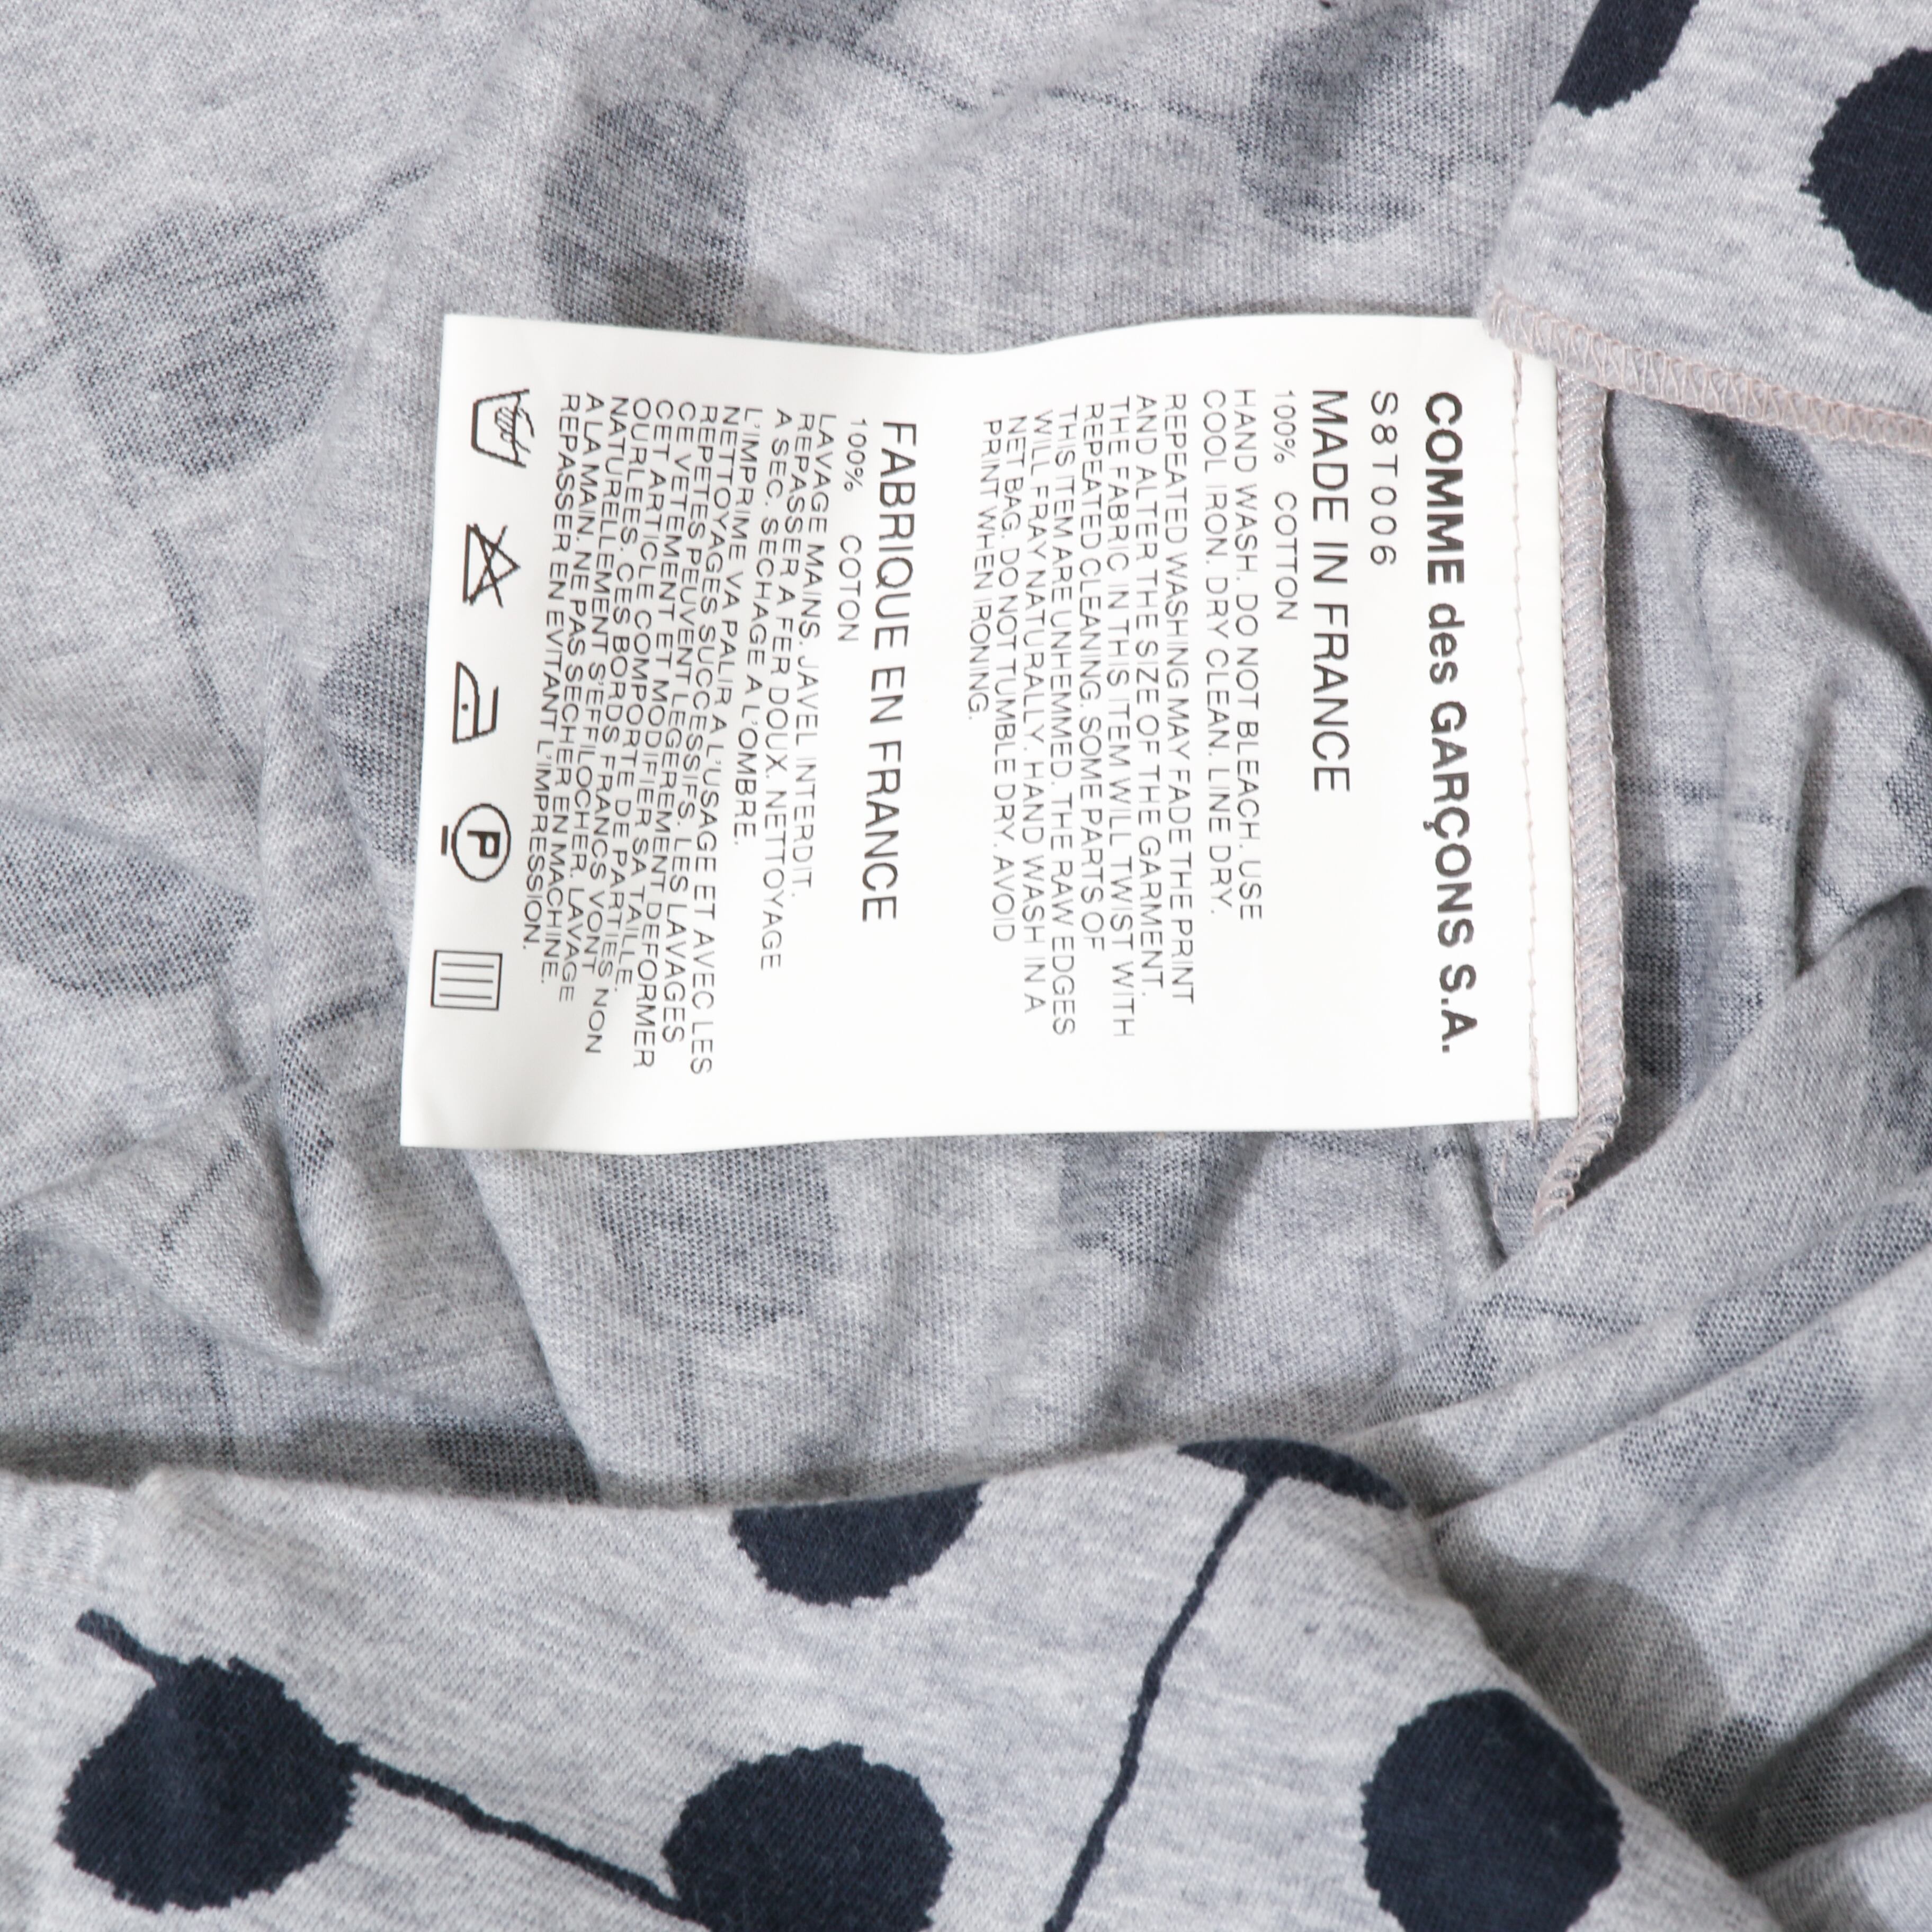 COMME des GARÇONS S.A.
S8T006
MADE IN FRANCE
100% COTTON
HAND WASH. DO NOT BLEACH. USE
COOL IRON. DRY CLEAN. LINE DRY.
REPEATED WASHING MAY FADE THE PRINT
AND ALTER THE SIZE OF THE GARMENT.
THE FABRIC IN THIS ITEM WILL TWIST WITH
REPEATED CLEANING. SOME PARTS OF
THIS ITEM ARE UNHEMMED. THE RAW EDGES
WILL FRAY NATURALLY. HAND WASH IN A
NET BAG. DO NOT TUMBLE DRY. AVOID
PRINT WHEN IRONING.
FABRIQUE EN FRANCE
100% COTON
LAVAGE MAINS. JAVEL INTERDIT.
REPASSER A FER DOUX. NETTOYAGE
A SEC. SECHAGE A L'OMBRE.
L'IMPRIME VA PALIR A L'USAGE ET AVEC LES
NETTOYAGES SUCCESSIFS. LES LAVAGES
REPETES PEUVENT LEGEREMENT DEFORMER
CE VETEMENT ET MODIFIER SA TAILLE.
CET ARTICLE COMPORTE DE PARTIES NON
OURLEES. CES BORDS FRANCS VONT
NATURELLEMENT S'EFFILOCHER. LAVAGE
A LA MAIN. NE PAS SECHER EN MACHINE.
REPASSER EN EVITANT L'IMPRESSION.
P